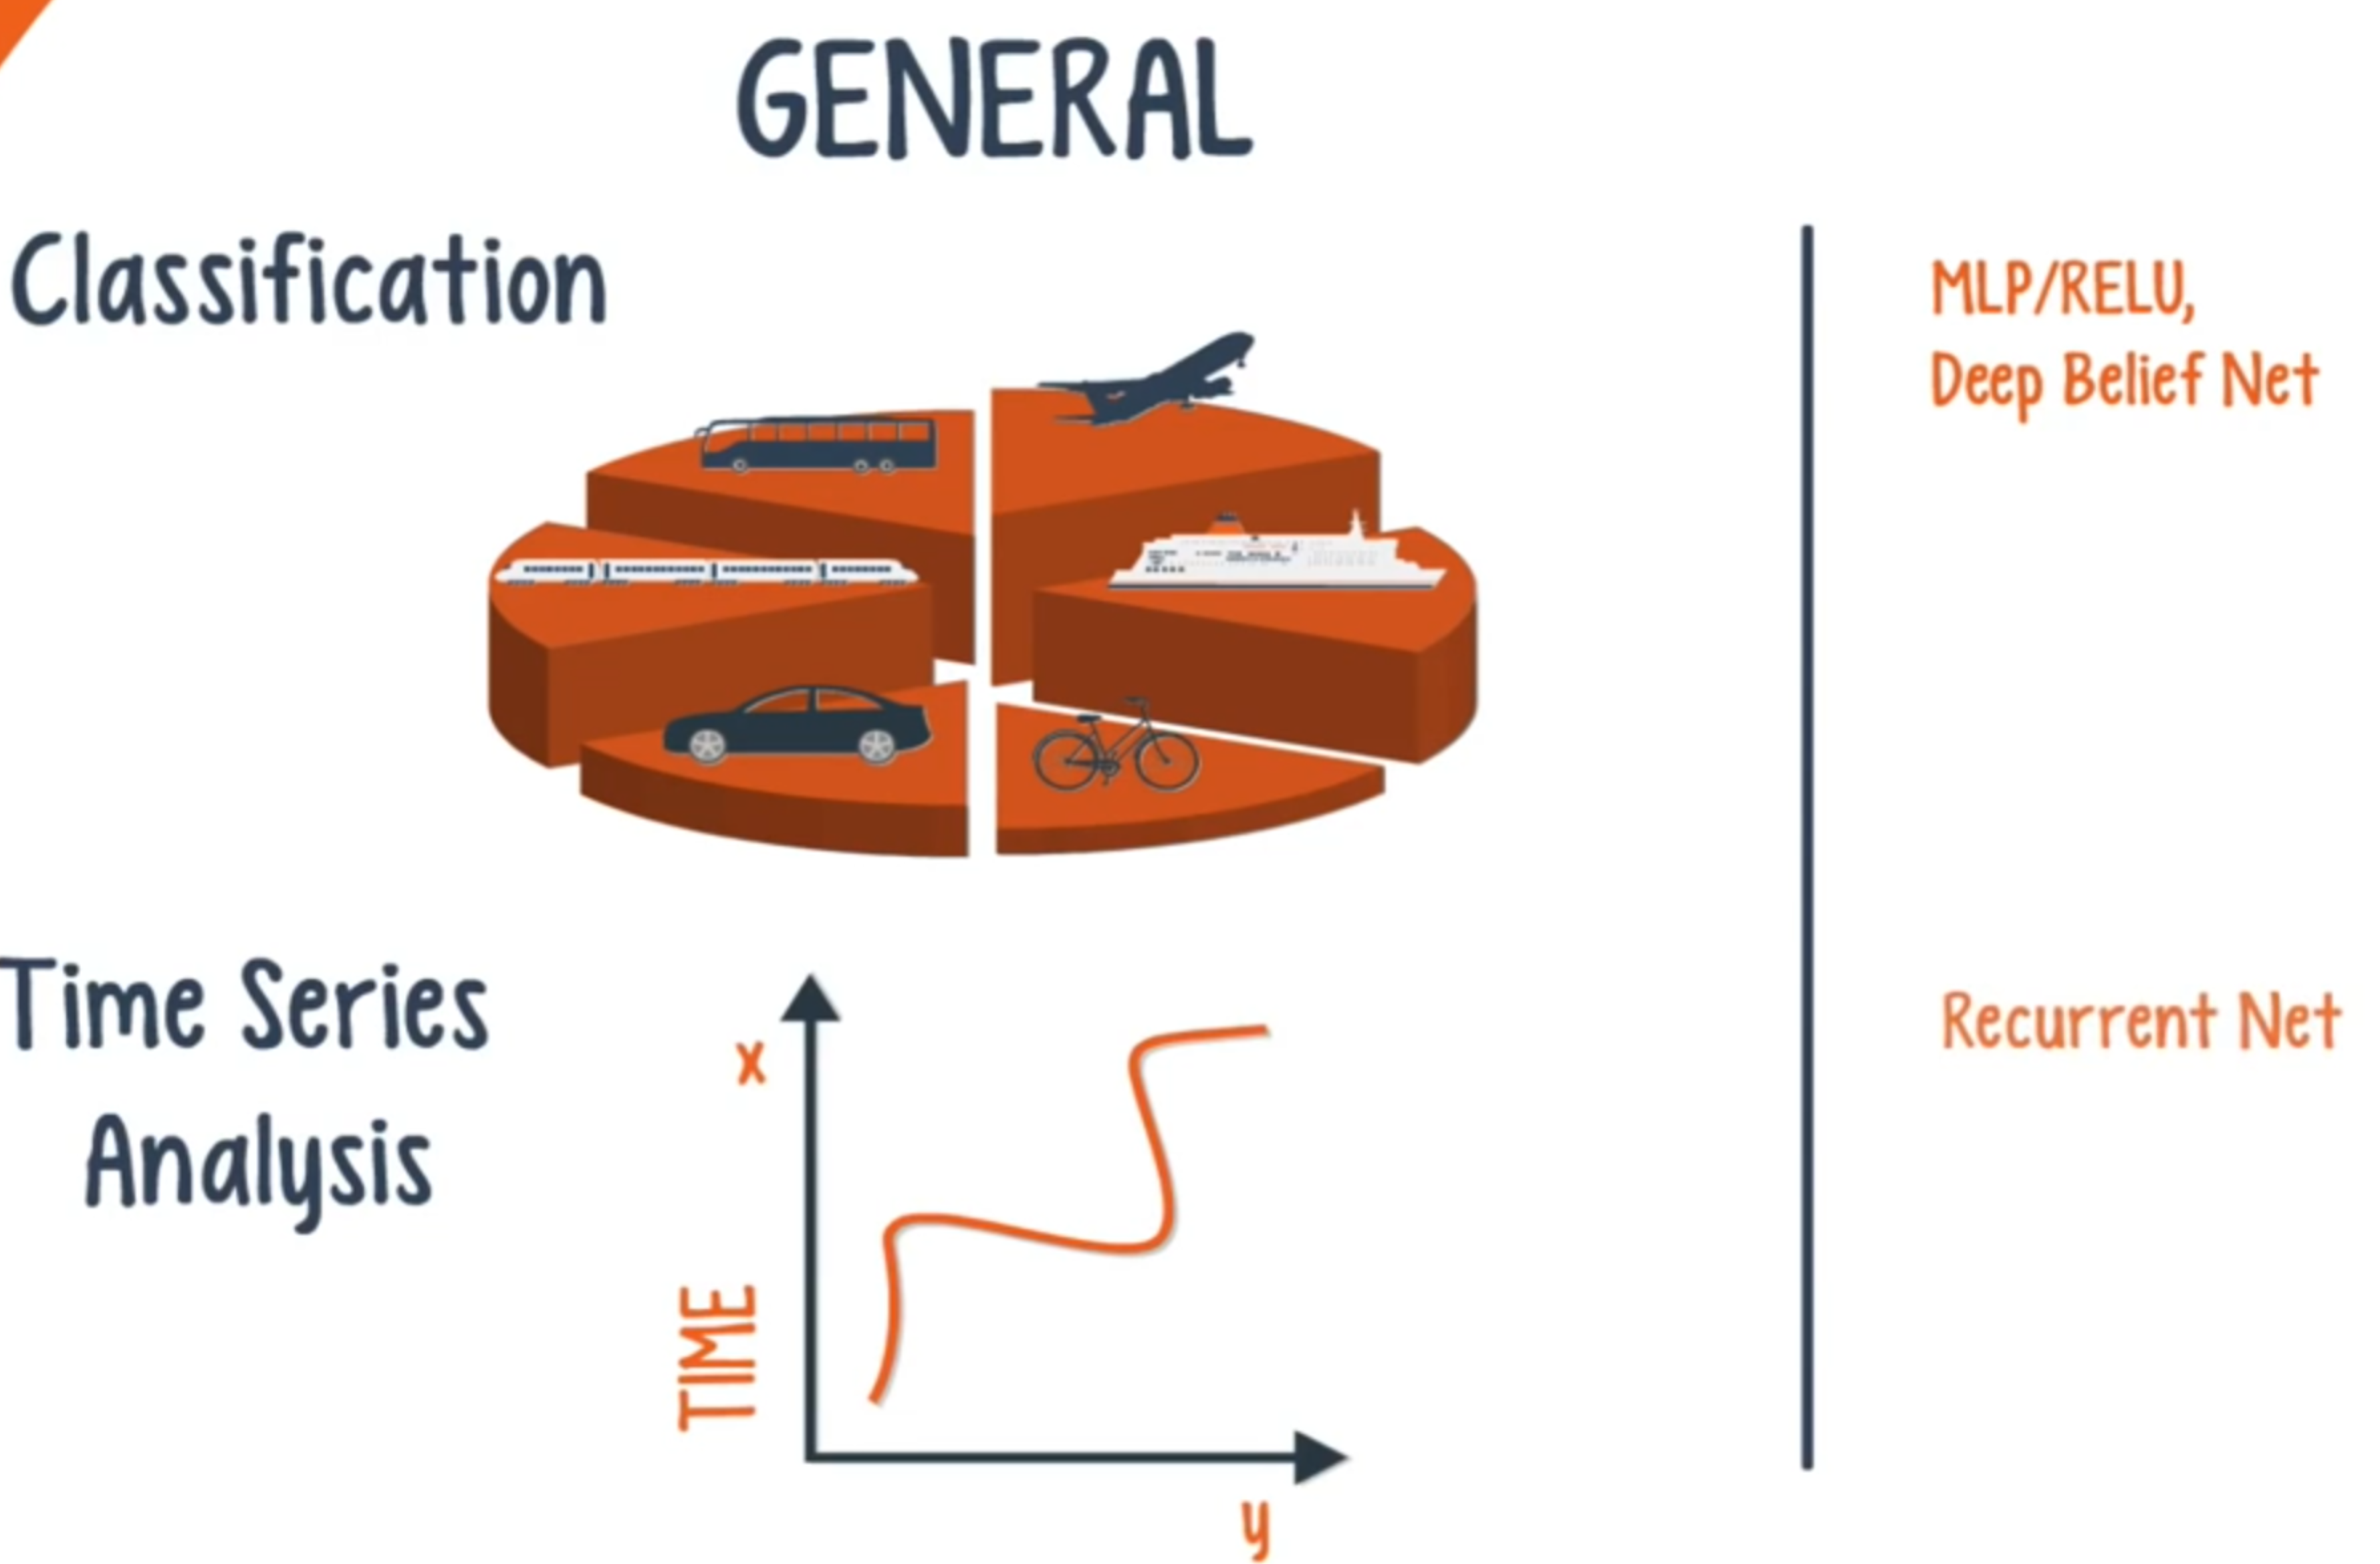 GENERAL
Classification
MLP/RELU,
Deep Belief Net
Time Series
Analysis
Recurrent Net
x
TIME
y